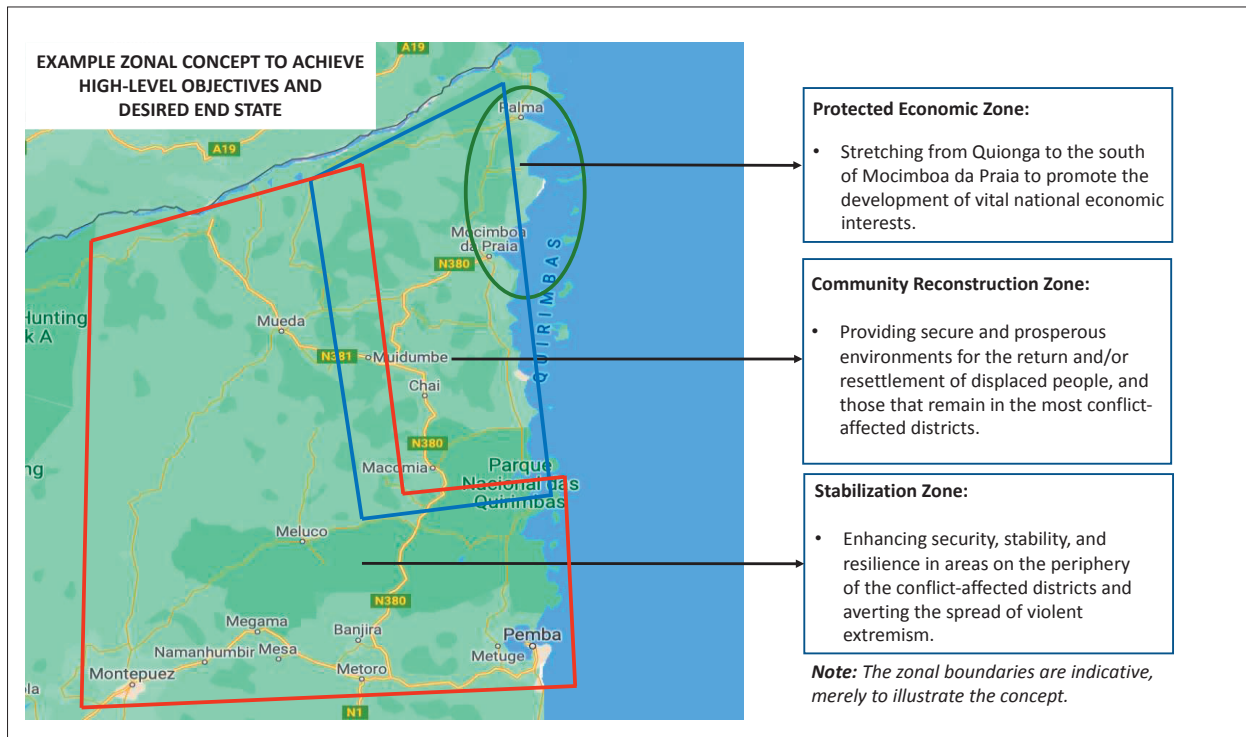 EXAMPLE ZONAL CONCEPT TO ACHIEVE
HIGH-LEVEL OBJECTIVES AND
DESIRED END STATE
A19
A19
Palma
Mocimboa
da Praia
N380
QUIRIMBAS
Hunting
k A
Mueda
N381
Muidumbe
Chai
N380
Macomia
Parque
Nacional das
Quirimbas
ng
Meluco
N380
Megama
Banjira
Pemba
Namanhumbir
Mesa
Metuge
Montepuez
Metoro
ola
N1
Protected Economic Zone:
• Stretching from Quionga to the south
of Mocimboa da Praia to promote the
development of vital national economic
interests.
Community Reconstruction Zone:
• Providing secure and prosperous
environments for the return and/or
resettlement of displaced people, and
those that remain in the most conflict-
affected districts.
Stabilization Zone:
• Enhancing security, stability, and
resilience in areas on the periphery
of the conflict-affected districts and
averting the spread of violent
extremism.
Note: The zonal boundaries are indicative,
merely to illustrate the concept.